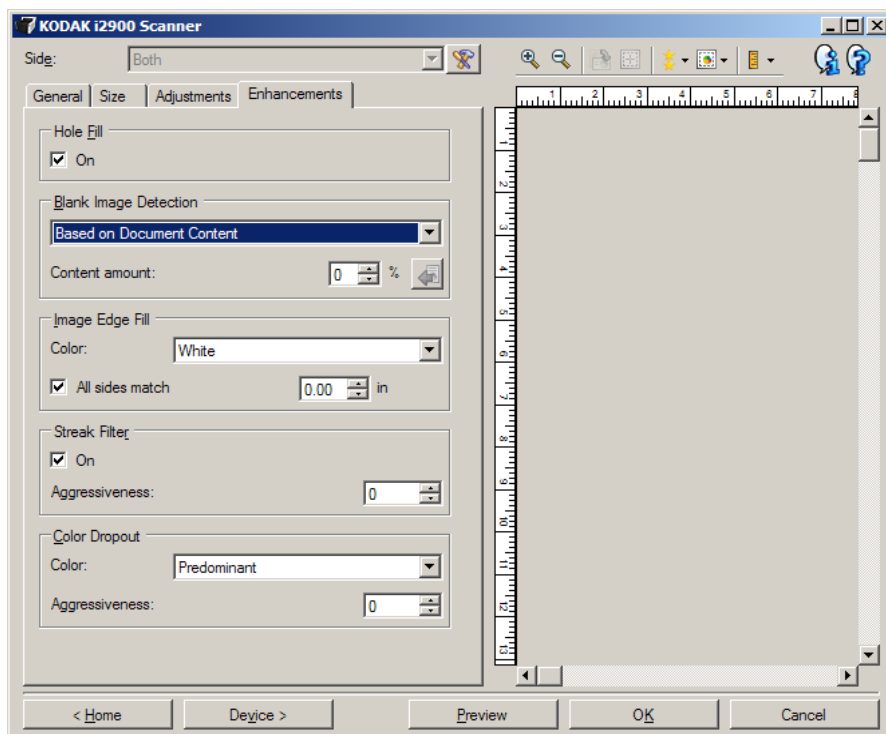 KODAK i2900 Scanner
Side: Both
General Size Adjustments Enhancements
Hole Fill
On
Blank Image Detection
Based on Document Content
Content amount: 0 %
Image Edge Fill
Color: White
All sides match 0.00 in
Streak Filter
On
Aggressiveness: 0
Color Dropout
Color: Predominant
Aggressiveness: 0
1 2 3 4 5 6 7 8
1
2
3
4
5
6
7
8
9
10
11
12
13
< Home Device > Preview OK Cancel